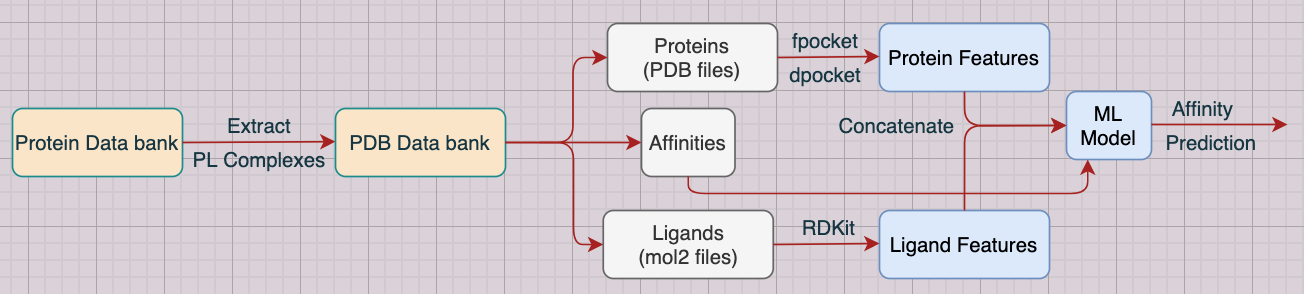 Protein Data bank
Extract
PL Complexes
PDB Data bank
Proteins
(PDB files)
fpocket
dpocket
Protein Features
Affinities
Concatenate
ML
Model
Affinity
Prediction
Ligands
(mol2 files)
RDKit
Ligand Features